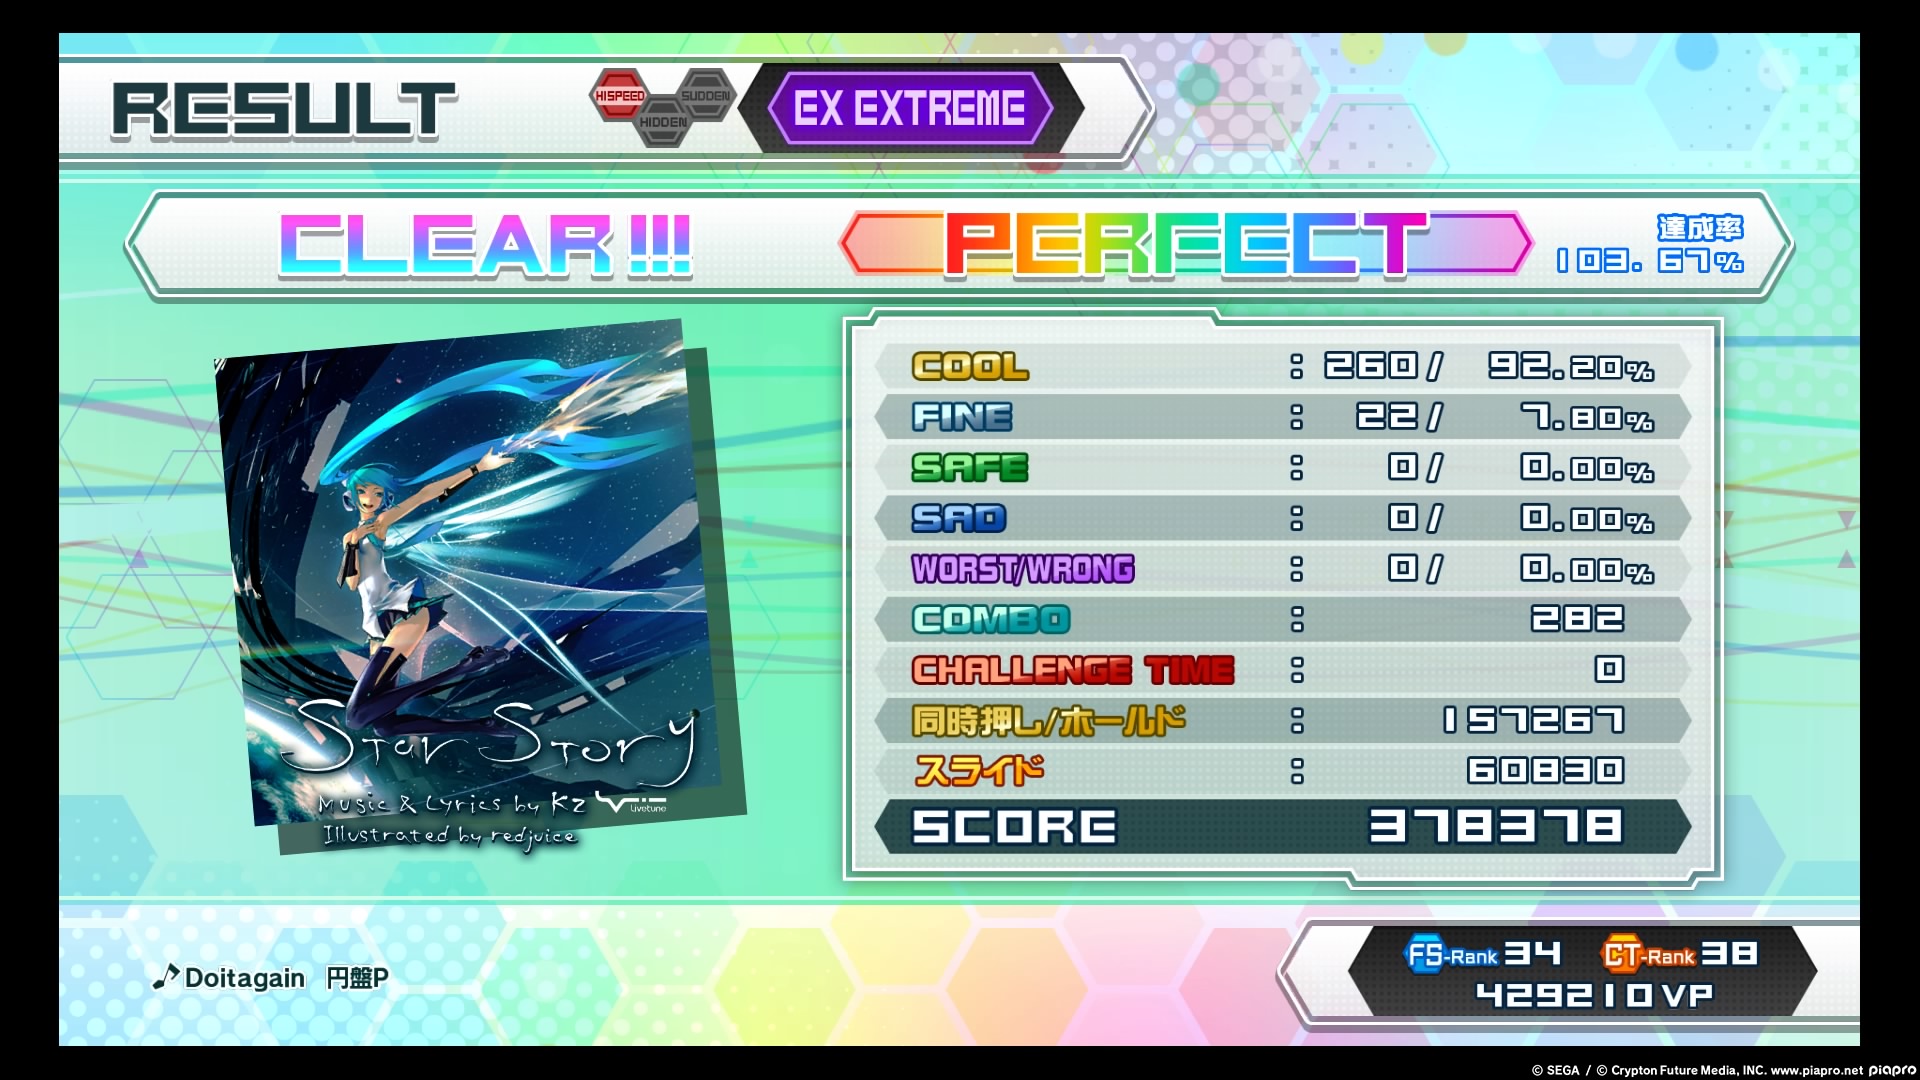 RESULT
HISPEED
HIDDEN
SUDDEN
EX EXTREME
CLEAR!!!
PERFECT
達成率
103.67%
COOL : 260/ 92.20%
FINE : 22/ 7.80%
SAFE : 0/ 0.00%
SAD : 0/ 0.00%
WORST/WRONG : 0/ 0.00%
COMBO : 282
CHALLENGE TIME : 0
同時押し/ホールド : 157267
スライド : 60830
SCORE 378378
Star Story
Music & Lyrics by Kz livetune
Illustrated by redjuice
♪Doitagain 円盤P
FS-Rank 34 CT-Rank 38
429210VP
© SEGA / © Crypton Future Media, INC. www.piapro.net piapro